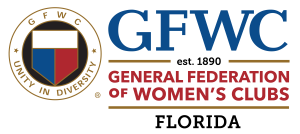 GFWC
UNITY IN DIVERSITY
®
GFWC
est. 1890
GENERAL FEDERATION
OF WOMEN'S CLUBS
FLORIDA